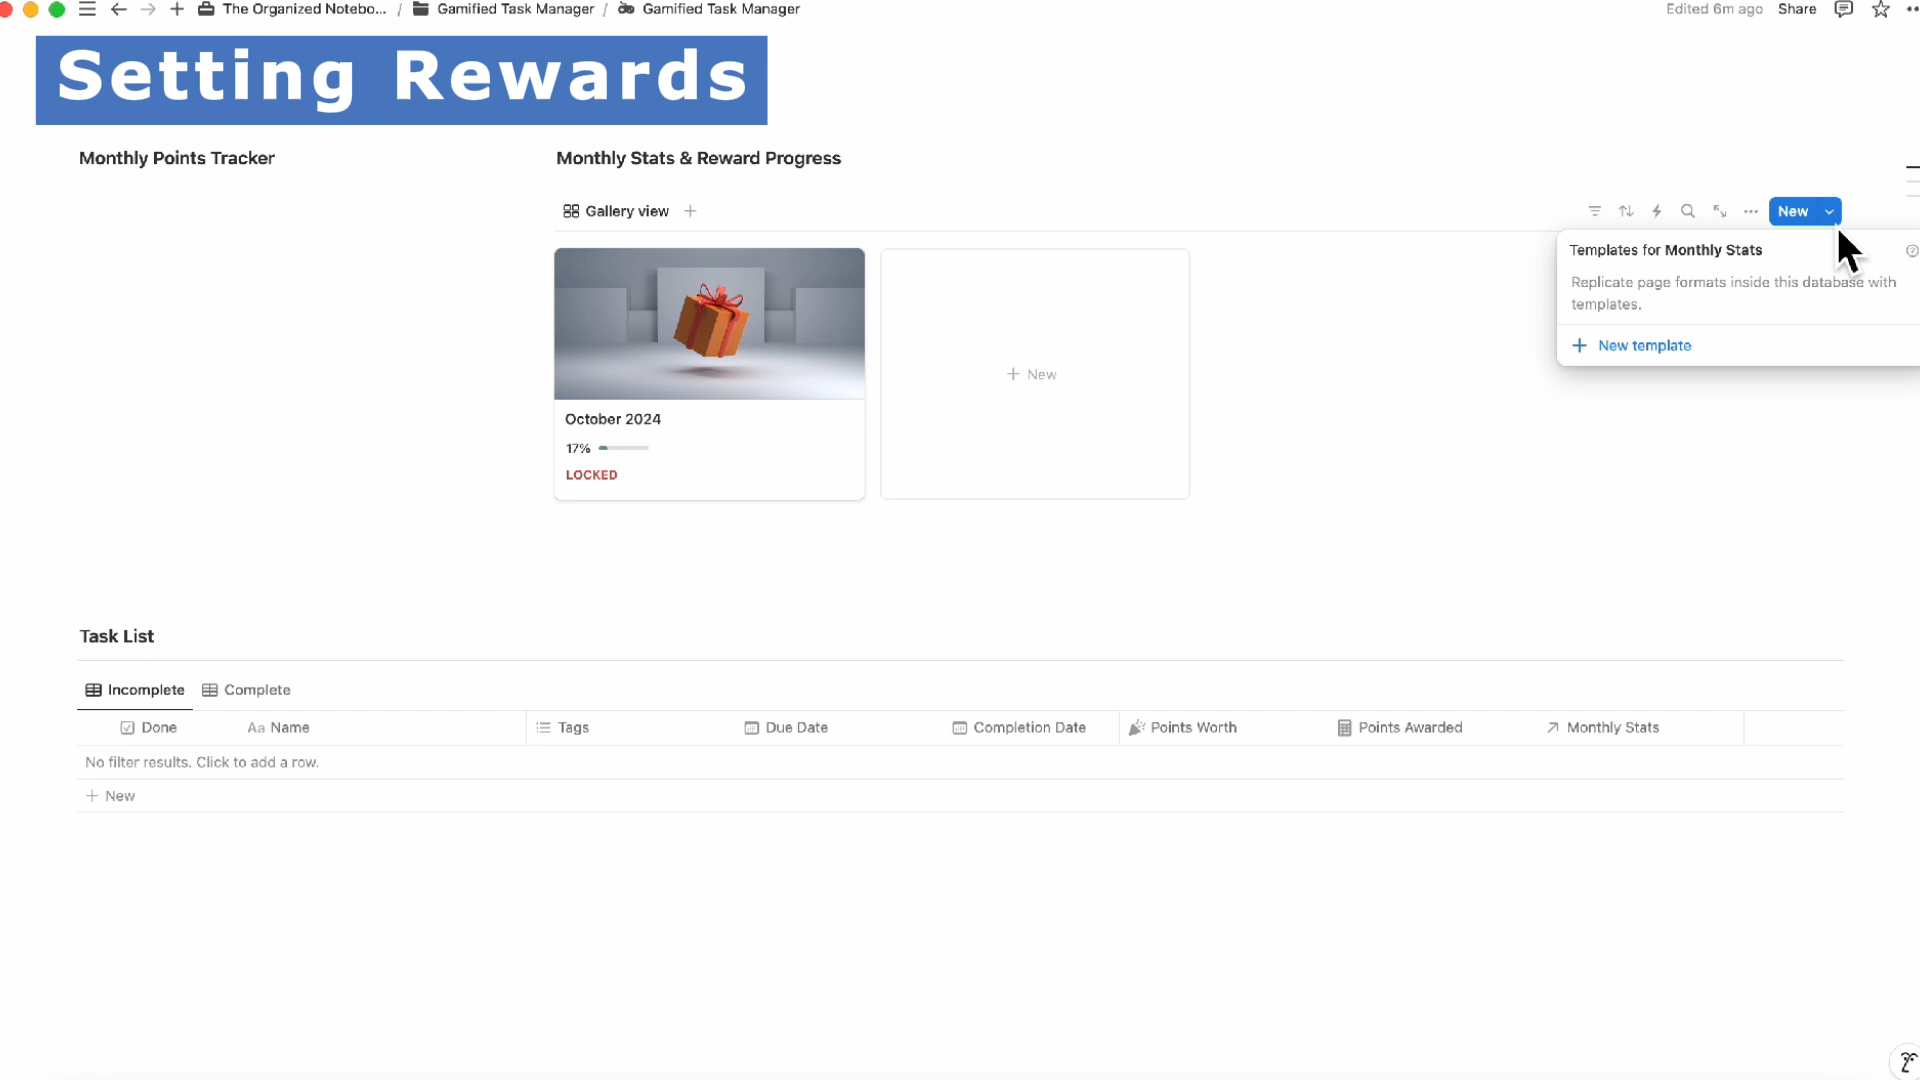 The Organized Notebo... / Gamified Task Manager / Gamified Task Manager
Edited 6m ago Share
Setting Rewards
Monthly Points Tracker
Monthly Stats & Reward Progress
Gallery view
New
Templates for Monthly Stats
Replicate page formats inside this database with
templates.
New template
October 2024
17%
LOCKED
New
Task List
Incomplete Complete
Done Aa Name Tags Due Date Completion Date Points Worth Points Awarded Monthly Stats
No filter results. Click to add a row.
New